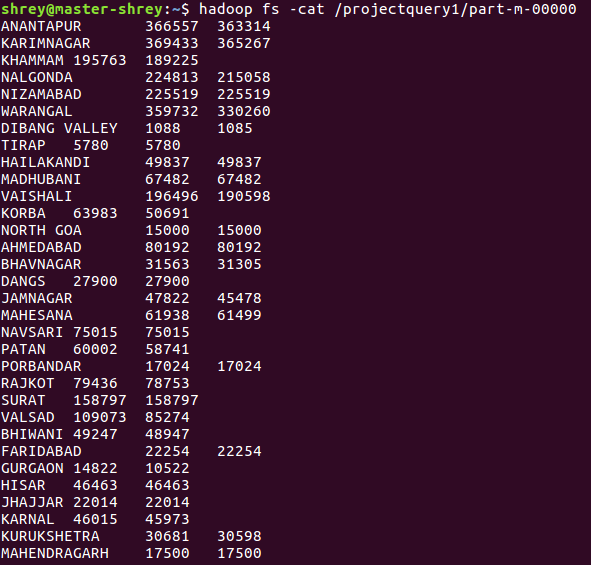 shrey@master-shrey:~$ hadoop fs -cat /projectquery1/part-m-00000
ANANTAPUR 366557 363314
KARIMNAGAR 369433 365267
KHAMMAM 195763 189225
NALGONDA 224813 215058
NIZAMABAD 225519 225519
WARANGAL 359732 330260
DIBANG VALLEY 1088 1085
TIRAP 5780 5780
HAILAKANDI 49837 49837
MADHUBANI 67482 67482
VAISHALI 196496 190598
KORBA 63983 50691
NORTH GOA 15000 15000
AHMEDABAD 80192 80192
BHAVNAGAR 31563 31305
DANGS 27900 27900
JAMNAGAR 47822 45478
MAHESANA 61938 61499
NAVSARI 75015 75015
PATAN 60002 58741
PORBANDAR 17024 17024
RAJKOT 79436 78753
SURAT 158797 158797
VALSAD 109073 85274
BHIWANI 49247 48947
FARIDABAD 22254 22254
GURGAON 14822 10522
HISAR 46463 46463
JHAJJAR 22014 22014
KARNAL 46015 45973
KURUKSHETRA 30681 30598
MAHENDRAGARH 17500 17500